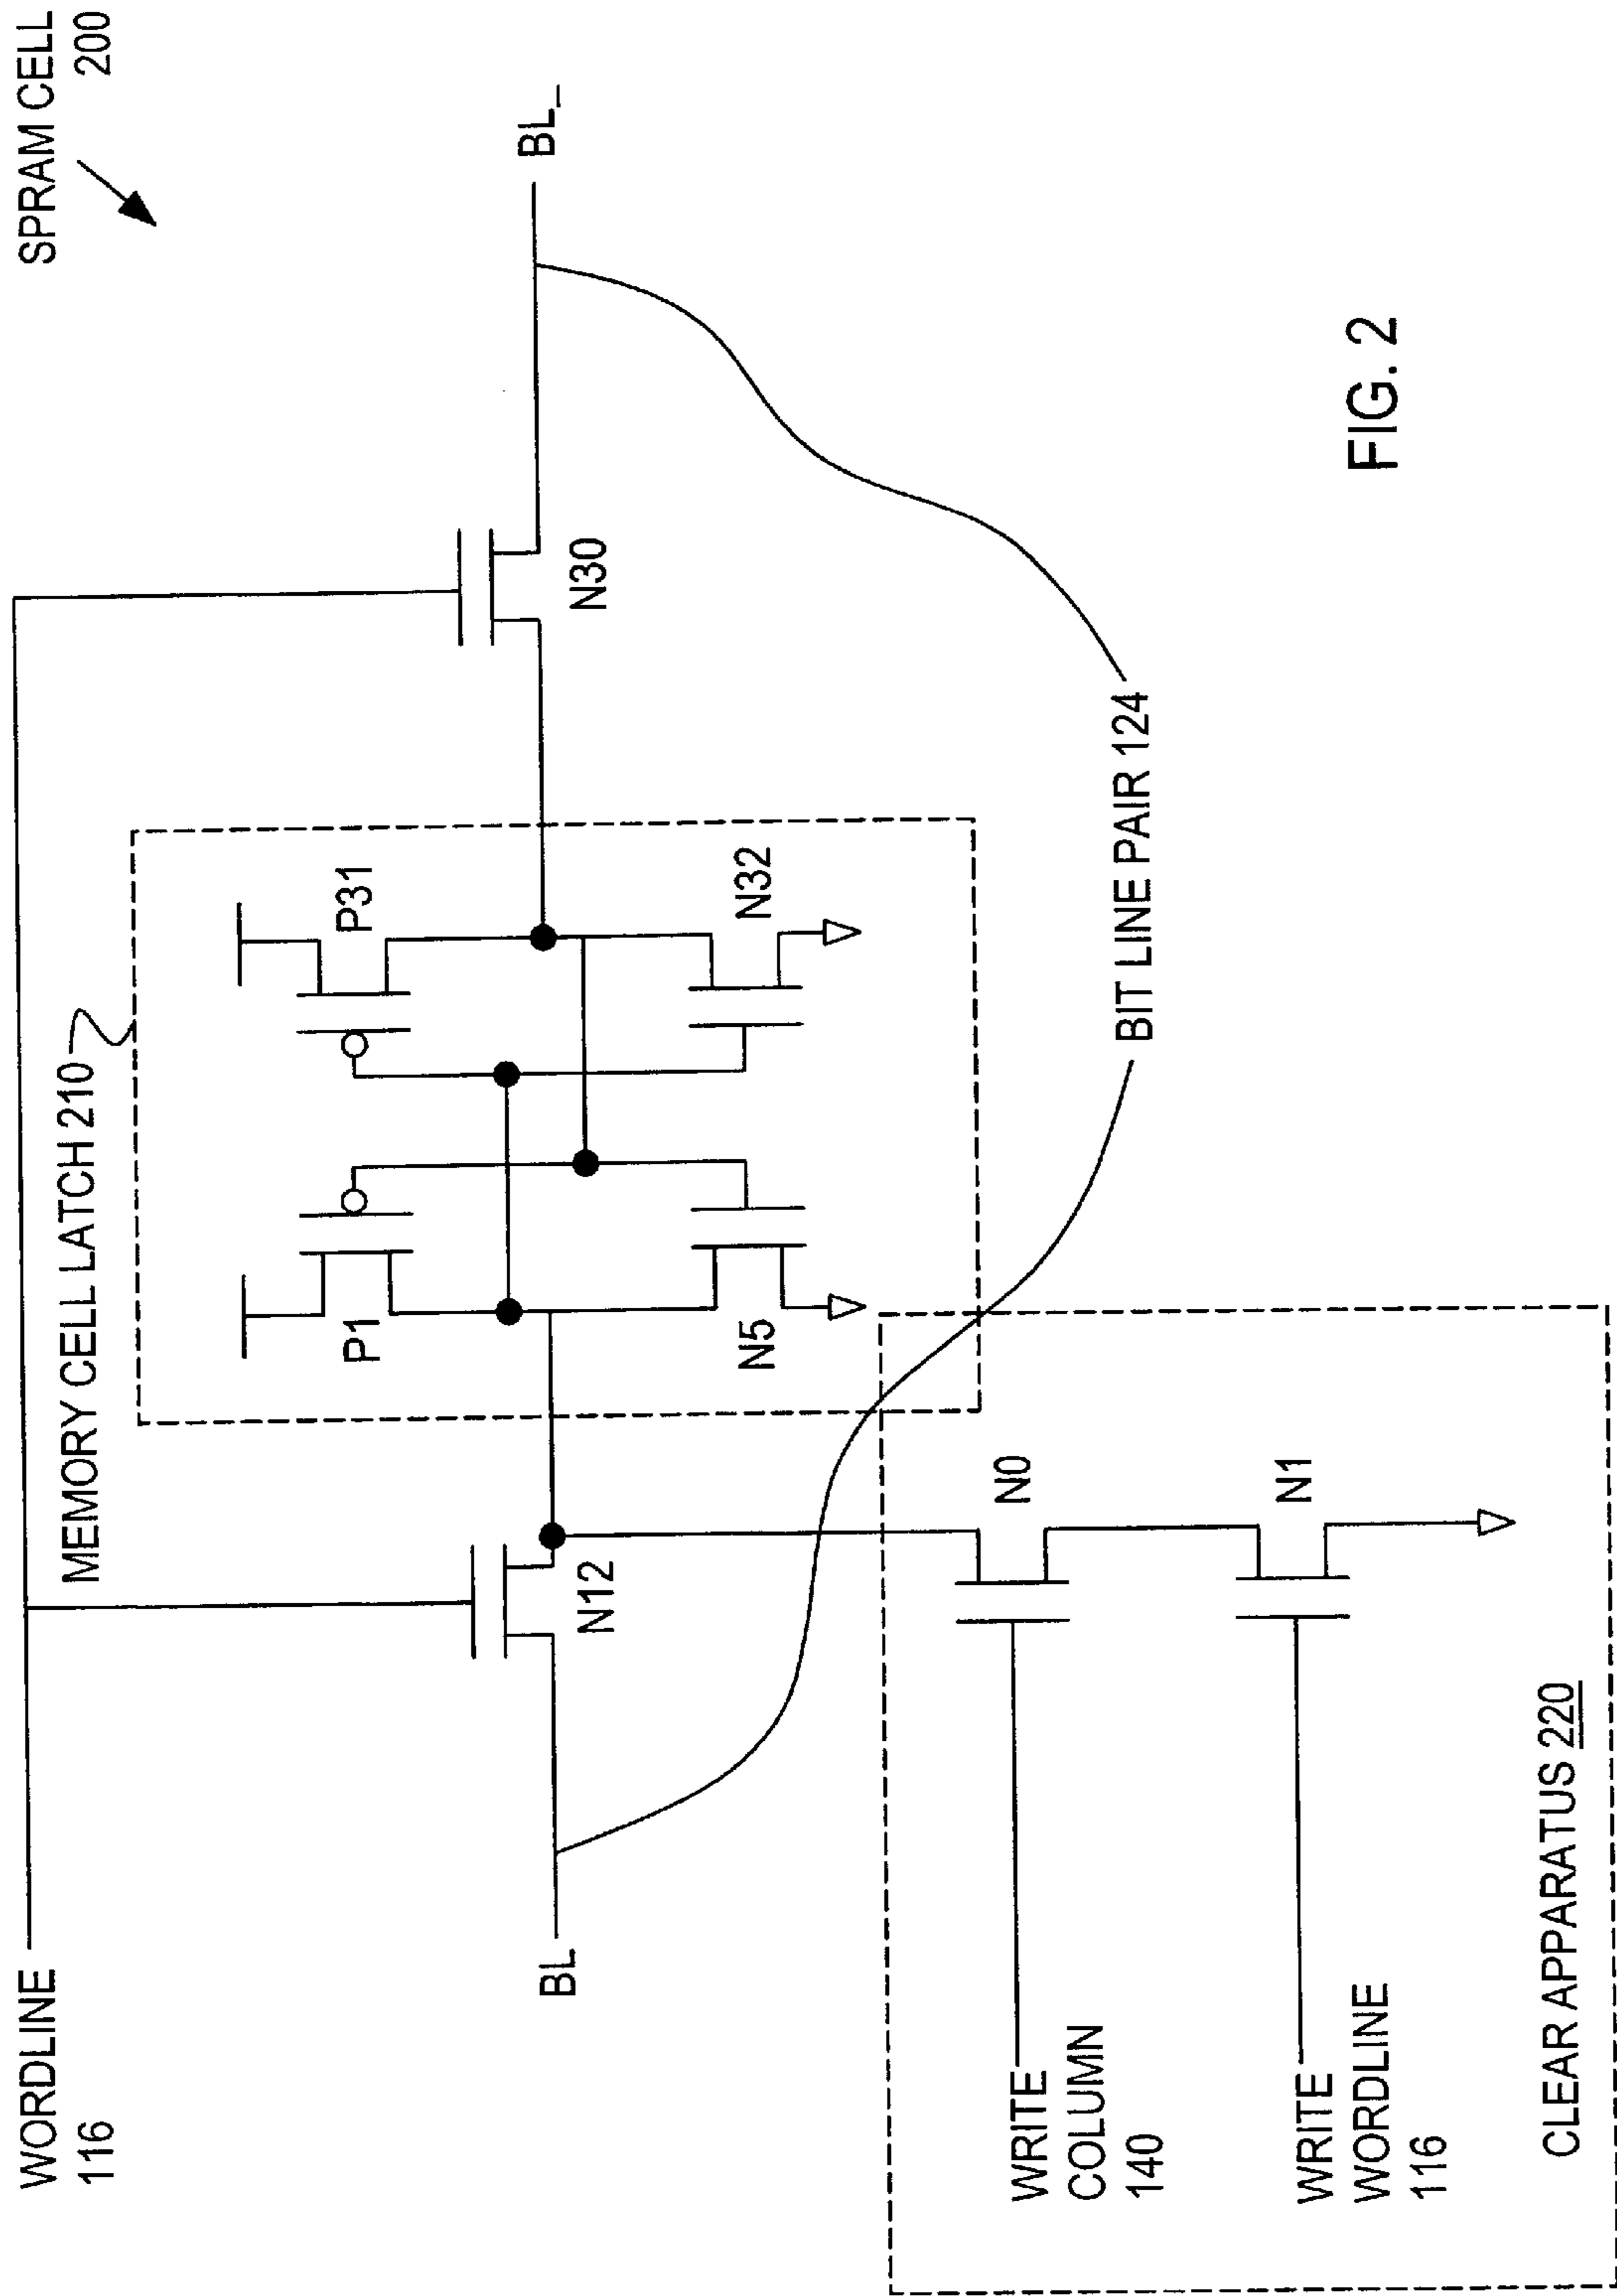 SPRAM CELL
200
WORDLINE
116
MEMORY CELL LATCH 210
P1
P31
N12
N30
BL
BL_
N5
N32
WRITE
COLUMN
140
N0
WRITE
WORDLINE
116
N1
BIT LINE PAIR 124
CLEAR APPARATUS 220
FIG. 2